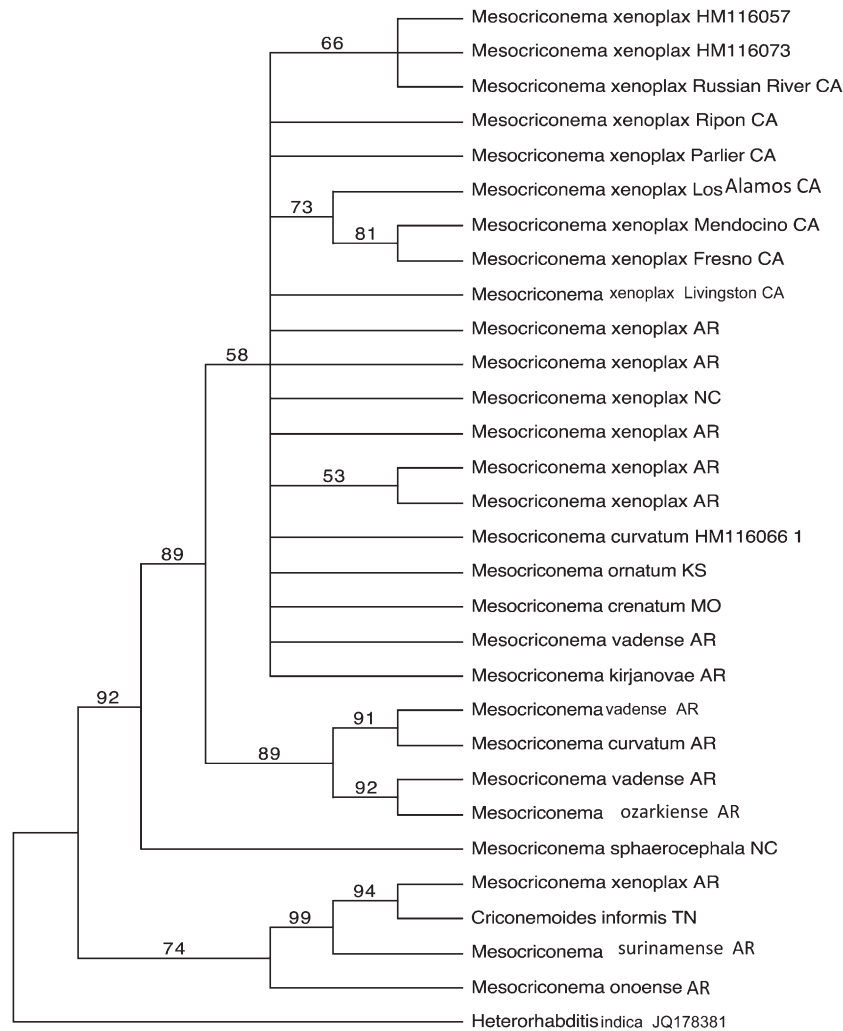 66
Mesocriconema xenoplax HM116057
Mesocriconema xenoplax HM116073
Mesocriconema xenoplax Russian River CA
Mesocriconema xenoplax Ripon CA
Mesocriconema xenoplax Parlier CA
73
Mesocriconema xenoplax Los Alamos CA
81
Mesocriconema xenoplax Mendocino CA
Mesocriconema xenoplax Fresno CA
Mesocriconema xenoplax Livingston CA
Mesocriconema xenoplax AR
58
Mesocriconema xenoplax AR
Mesocriconema xenoplax NC
Mesocriconema xenoplax AR
53
Mesocriconema xenoplax AR
Mesocriconema xenoplax AR
Mesocriconema curvatum HM116066 1
89
Mesocriconema ornatum KS
Mesocriconema crenatum MO
Mesocriconema vadense AR
Mesocriconema kirjanovae AR
92
91
Mesocriconema vadense AR
Mesocriconema curvatum AR
89
92
Mesocriconema vadense AR
Mesocriconema ozarkiense AR
Mesocriconema sphaerocephala NC
94
Mesocriconema xenoplax AR
Criconemoides informis TN
99
Mesocriconema surinamense AR
74
Mesocriconema onoense AR
Heterorhabditis indica JQ178381